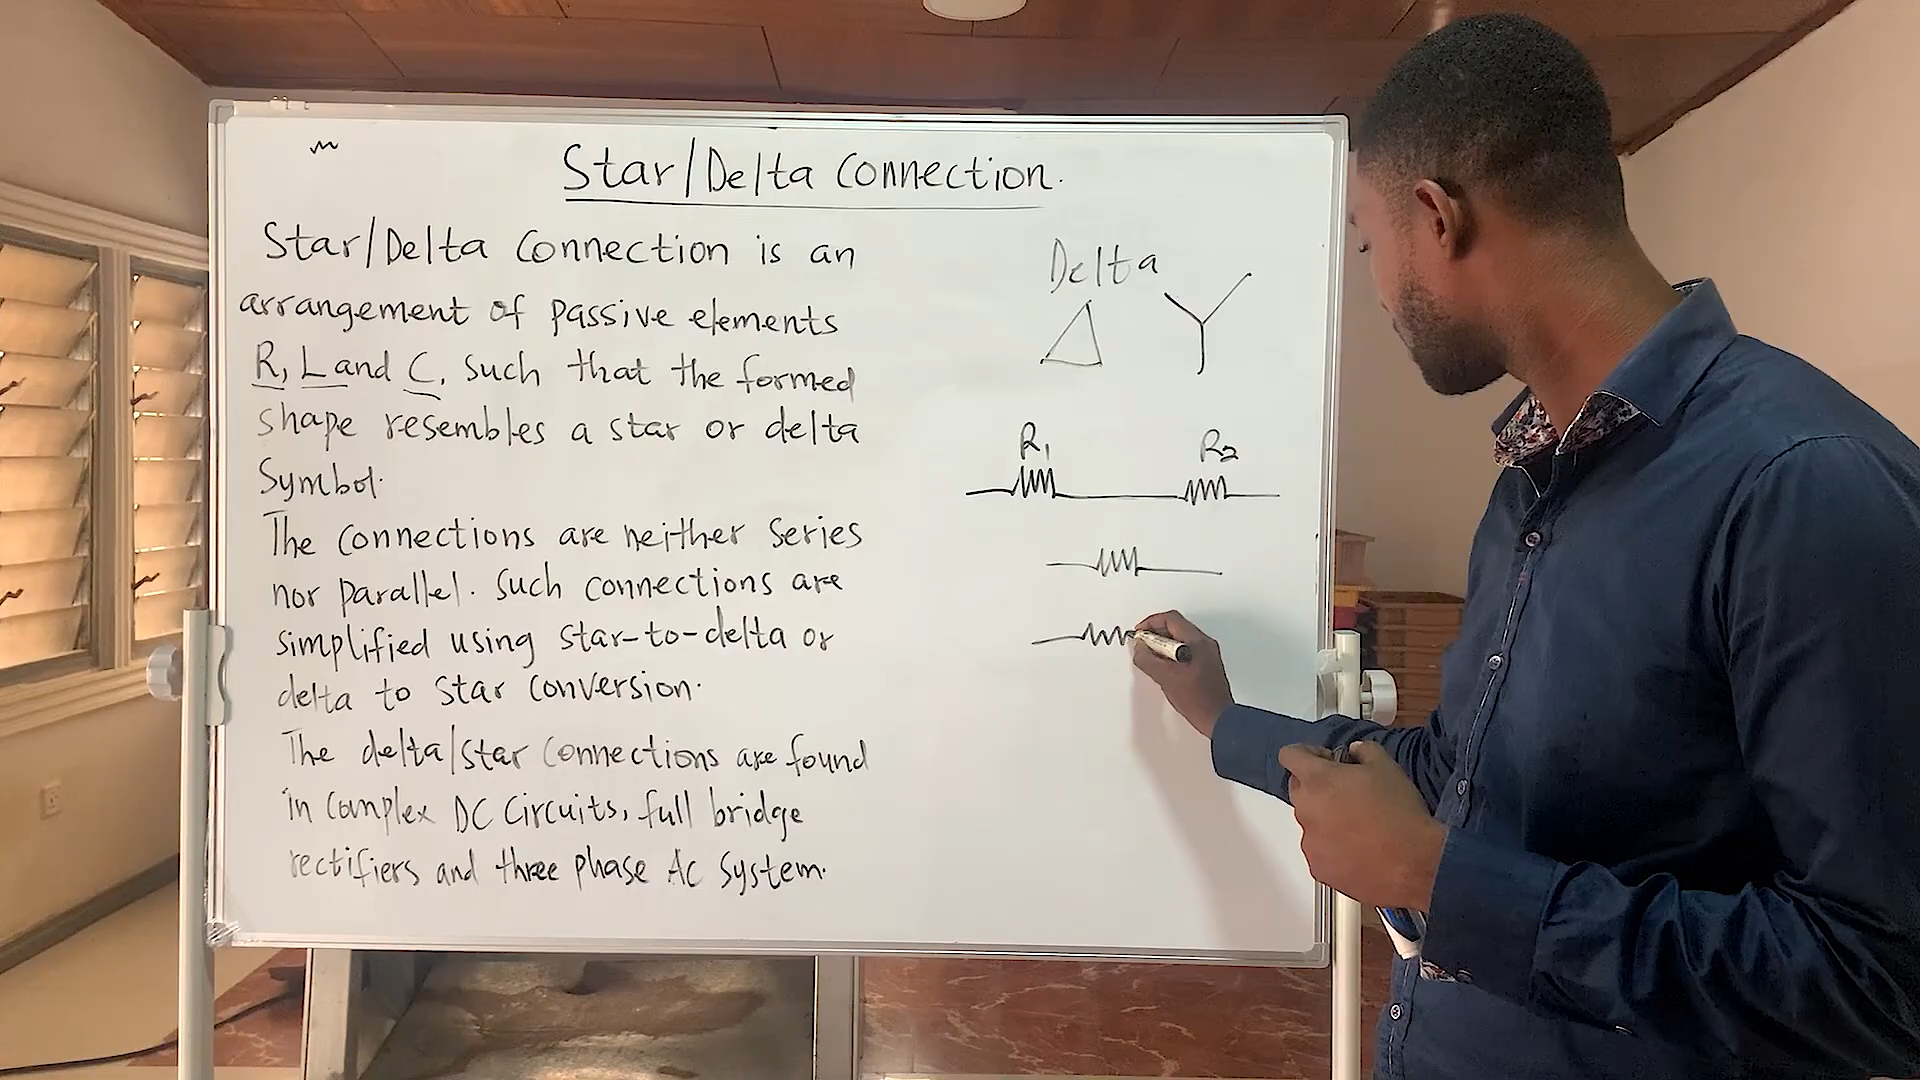 Star/Delta Connection.
Star/Delta Connection is an
arrangement of passive elements
R, L and C, such that the formed
shape resembles a star or delta
Symbol.
The connections are neither series
nor parallel. Such connections are
simplified using star-to-delta or
delta to star conversion.
The delta/star connections are found
in complex DC circuits, full bridge
rectifiers and three phase AC system.
Delta
R1 R2